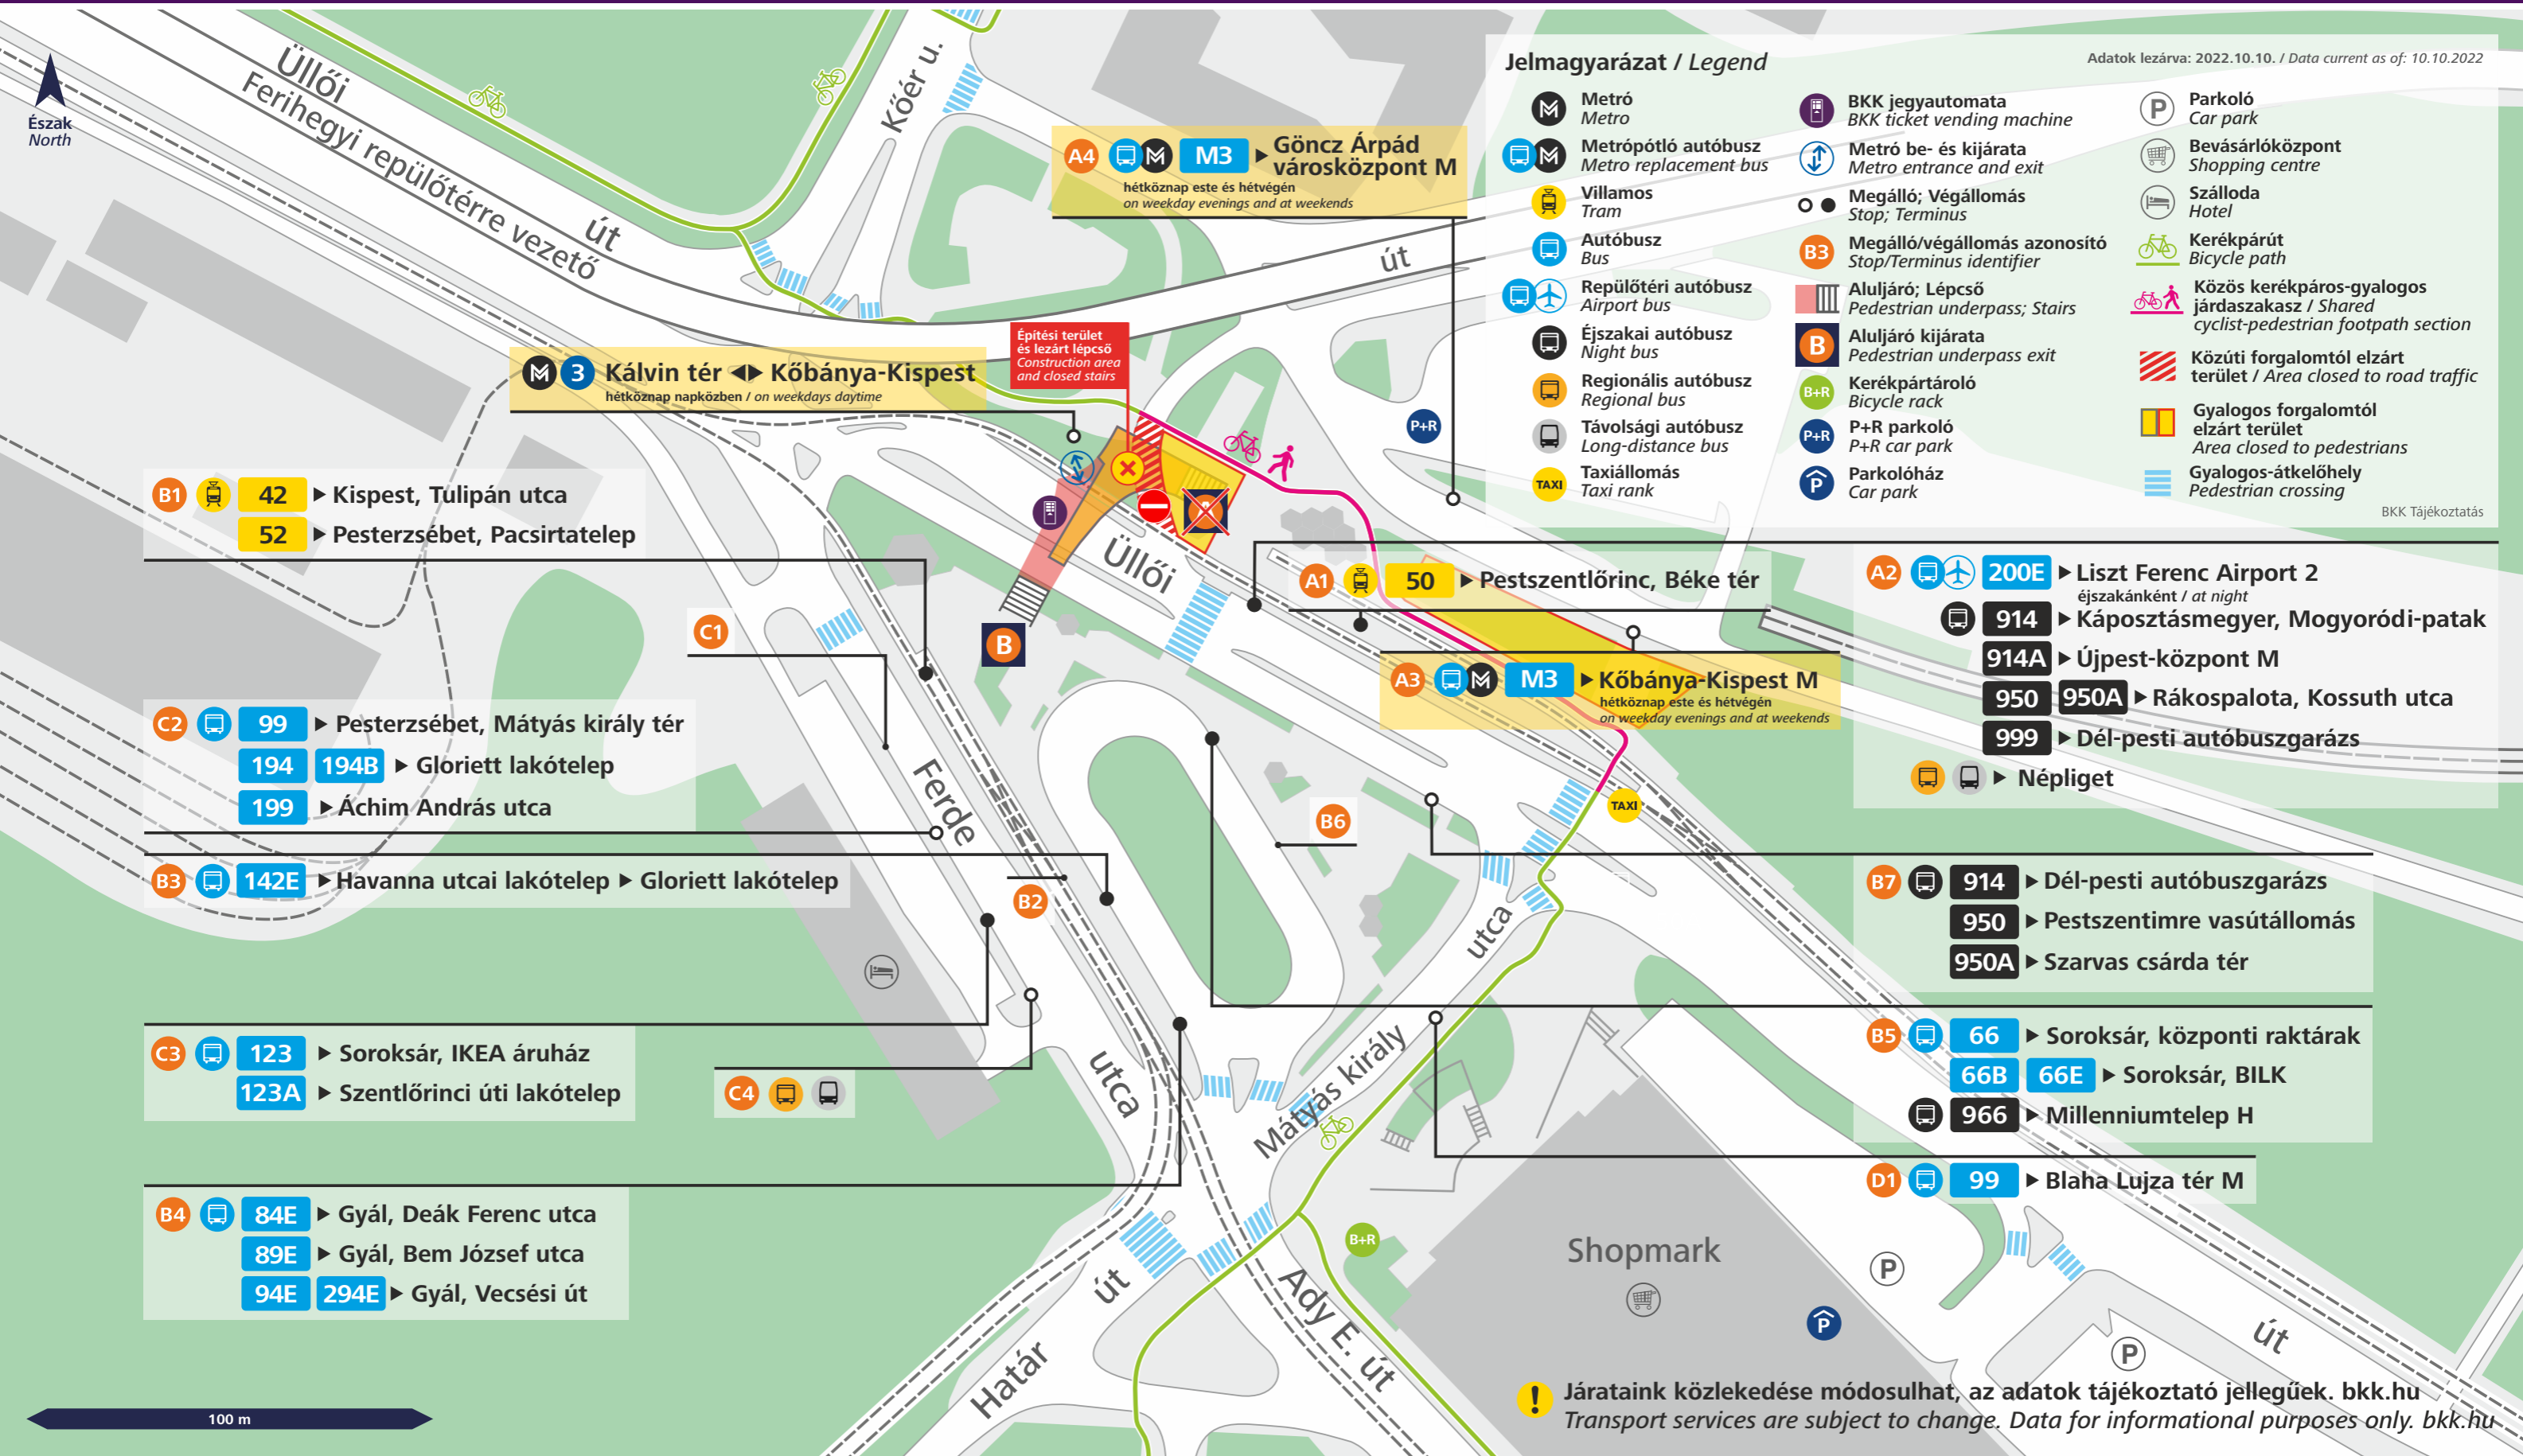 Észak
North
Üllői
Ferihegyi repülőtérre vezető
út
Kőér u.
út
A4 M3 Göncz Árpád
városközpont M
hétköznap este és hétvégén
on weekday evenings and at weekends
Jelmagyarázat / Legend
Adatok lezárva: 2022.10.10. / Data current as of: 10.10.2022
Metró
Metro
Metrópótló autóbusz
Metro replacement bus
Villamos
Tram
Autóbusz
Bus
Repülőtéri autóbusz
Airport bus
Éjszakai autóbusz
Night bus
Regionális autóbusz
Regional bus
Távolsági autóbusz
Long-distance bus
TAXI
Taxiállomás
Taxi rank
BKK jegyautomata
BKK ticket vending machine
Metró be- és kijárata
Metro entrance and exit
Megálló; Végállomás
Stop; Terminus
B3
Megálló/végállomás azonosító
Stop/Terminus identifier
Aluljáró; Lépcső
Pedestrian underpass; Stairs
B
Aluljáró kijárata
Pedestrian underpass exit
B+R
Kerékpártároló
Bicycle rack
P+R
P+R parkoló
P+R car park
P
Parkolóház
Car park
P
Parkoló
Car park
Bevásárlóközpont
Shopping centre
Szálloda
Hotel
Kerékpárút
Bicycle path
Közös kerékpáros-gyalogos
járdaszakasz / Shared
cyclist-pedestrian footpath section
Közúti forgalomtól elzárt
terület / Area closed to road traffic
Gyalogos forgalomtól
elzárt terület
Area closed to pedestrians
Gyalogos-átkelőhely
Pedestrian crossing
BKK Tájékoztatás
Építési terület
és lezárt lépcső
Construction area
and closed stairs
M 3 Kálvin tér ◀▶ Kőbánya-Kispest
hétköznap napközben / on weekdays daytime
P+R
A
B1 42 ▶ Kispest, Tulipán utca
52 ▶ Pesterzsébet, Pacsirtatelep
Üllői
B
A1 50 ▶ Pestszentlőrinc, Béke tér
A2 200E ▶ Liszt Ferenc Airport 2
éjszakánként / at night
914 ▶ Káposztásmegyer, Mogyoródi-patak
914A ▶ Újpest-központ M
950 950A ▶ Rákospalota, Kossuth utca
999 ▶ Dél-pesti autóbuszgarázs
▶ Népliget
C1
A3 M3 ▶ Kőbánya-Kispest M
hétköznap este és hétvégén
on weekday evenings and at weekends
C2 99 ▶ Pesterzsébet, Mátyás király tér
194 194B ▶ Gloriett lakótelep
199 ▶ Áchim András utca
Ferde
utca
TAXI
B6
B3 142E ▶ Havanna utcai lakótelep ▶ Gloriett lakótelep
B2
B7 914 ▶ Dél-pesti autóbuszgarázs
950 ▶ Pestszentimre vasútállomás
950A ▶ Szarvas csárda tér
Mátyás király
utca
C3 123 ▶ Soroksár, IKEA áruház
123A ▶ Szentlőrinci úti lakótelep
C4
B5 66 ▶ Soroksár, központi raktárak
66B 66E ▶ Soroksár, BILK
966 ▶ Millenniumtelep H
D1 99 ▶ Blaha Lujza tér M
B4 84E ▶ Gyál, Deák Ferenc utca
89E ▶ Gyál, Bem József utca
94E 294E ▶ Gyál, Vecsési út
B+R
Shopmark
P
P
P
Határ
út
Ady E. út
út
100 m
Járataink közlekedése módosulhat, az adatok tájékoztató jellegűek. bkk.hu
Transport services are subject to change. Data for informational purposes only. bkk.hu